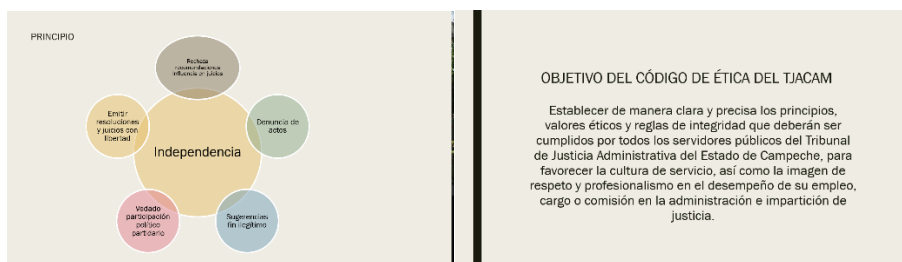 PRINCIPIO
Rechaza
recomendaciones
influencia en juicios
Emitir
resoluciones
y juicios con
libertad
Denuncia de
actos
Independencia
Vedado
participación
político
partidario
Sugerencias
fin ilegítimo
OBJETIVO DEL CÓDIGO DE ÉTICA DEL TJACAM
Establecer de manera clara y precisa los principios,
valores éticos y reglas de integridad que deberán ser
cumplidos por todos los servidores públicos del Tribunal
de Justicia Administrativa del Estado de Campeche, para
favorecer la cultura de servicio, así como la imagen de
respeto y profesionalismo en el desempeño de su empleo,
cargo o comisión en la administración e impartición de
justicia.